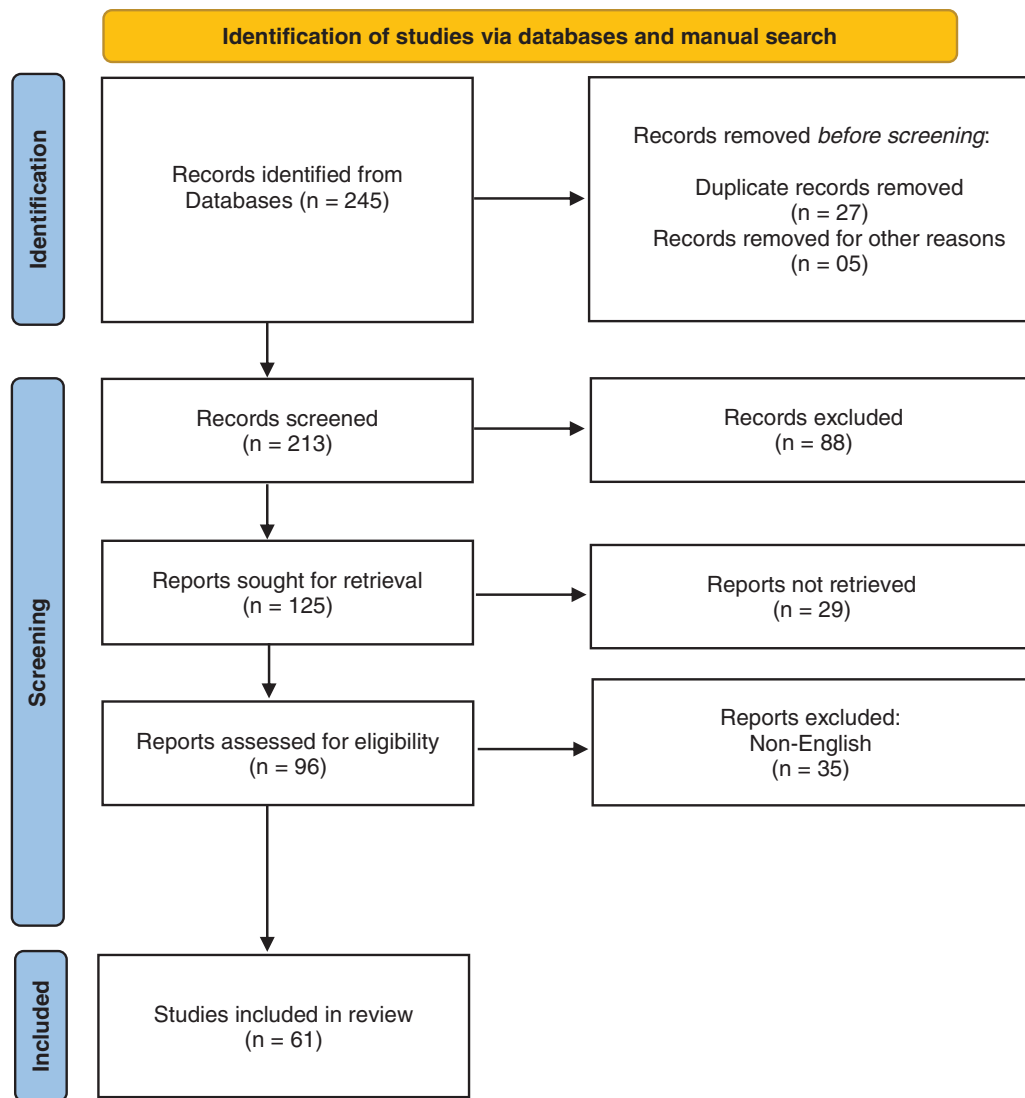 Identification of studies via databases and manual search
Identification
Records identified from
Databases (n = 245)
Records removed before screening:
Duplicate records removed
(n = 27)
Records removed for other reasons
(n = 05)
Screening
Records screened
(n = 213)
Records excluded
(n = 88)
Reports sought for retrieval
(n = 125)
Reports not retrieved
(n = 29)
Reports assessed for eligibility
(n = 96)
Reports excluded:
Non-English
(n = 35)
Included
Studies included in review
(n = 61)